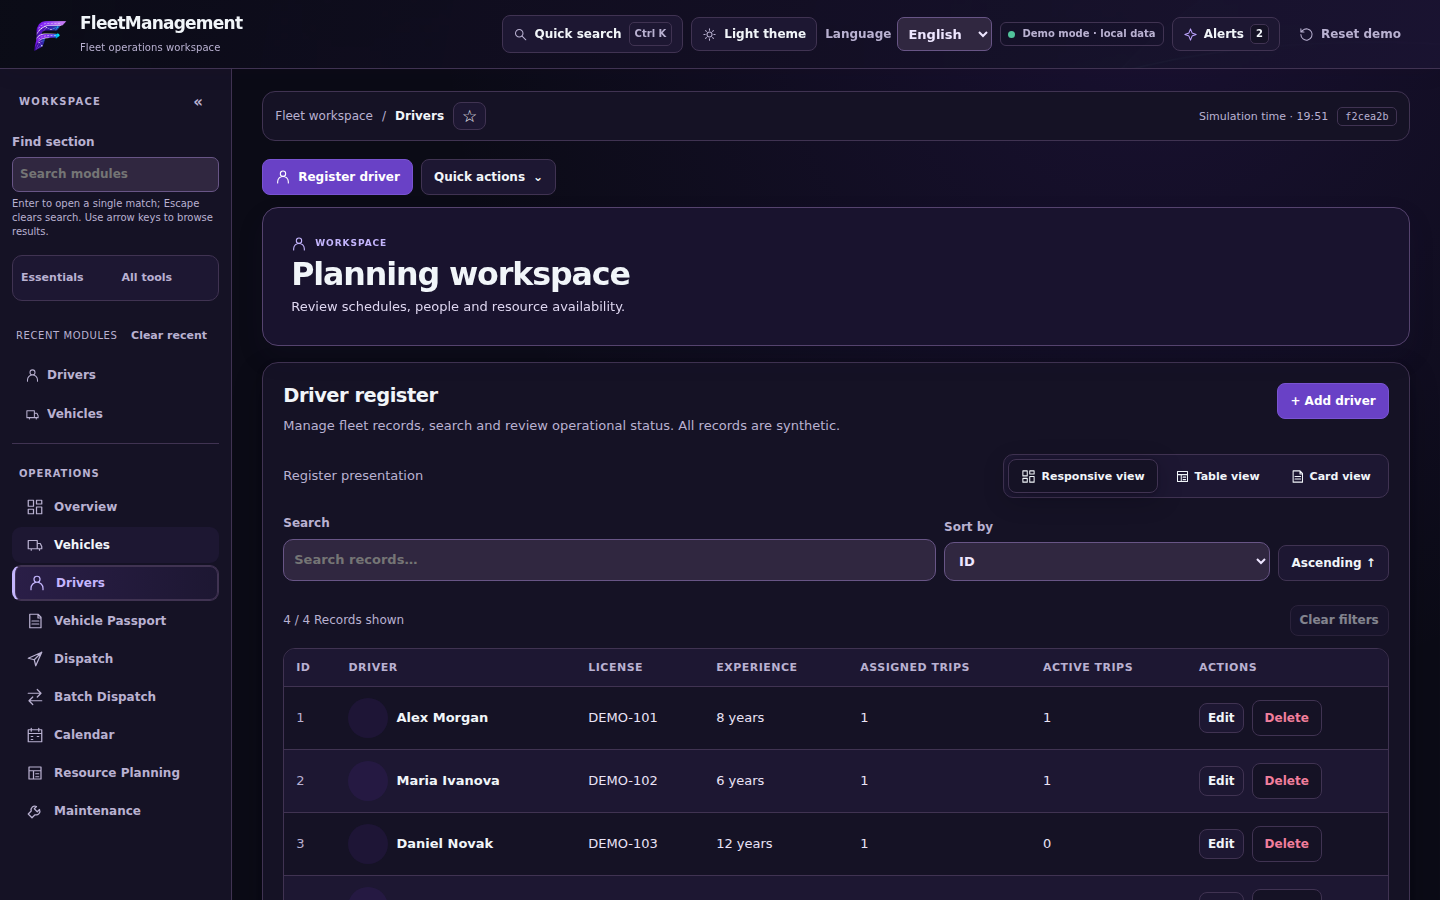 FleetManagement
Fleet operations workspace
Quick search Ctrl K
Light theme
Language
English
Demo mode · local data
Alerts 2
Reset demo
WORKSPACE «
Find section
Search modules
Enter to open a single match; Escape
clears search. Use arrow keys to browse
results.
Essentials All tools
RECENT MODULES Clear recent
Drivers
Vehicles
OPERATIONS
Overview
Vehicles
Drivers
Vehicle Passport
Dispatch
Batch Dispatch
Calendar
Resource Planning
Maintenance
Fleet workspace / Drivers
Simulation time · 19:51 f2cea2b
Register driver
Quick actions
WORKSPACE
Planning workspace
Review schedules, people and resource availability.
Driver register
Manage fleet records, search and review operational status. All records are synthetic.
+ Add driver
Register presentation
Responsive view Table view Card view
Search
Search records…
Sort by
ID
Ascending ↑
4 / 4 Records shown
Clear filters
ID DRIVER LICENSE EXPERIENCE ASSIGNED TRIPS ACTIVE TRIPS ACTIONS
1 Alex Morgan DEMO-101 8 years 1 1 Edit Delete
2 Maria Ivanova DEMO-102 6 years 1 1 Edit Delete
3 Daniel Novak DEMO-103 12 years 1 0 Edit Delete